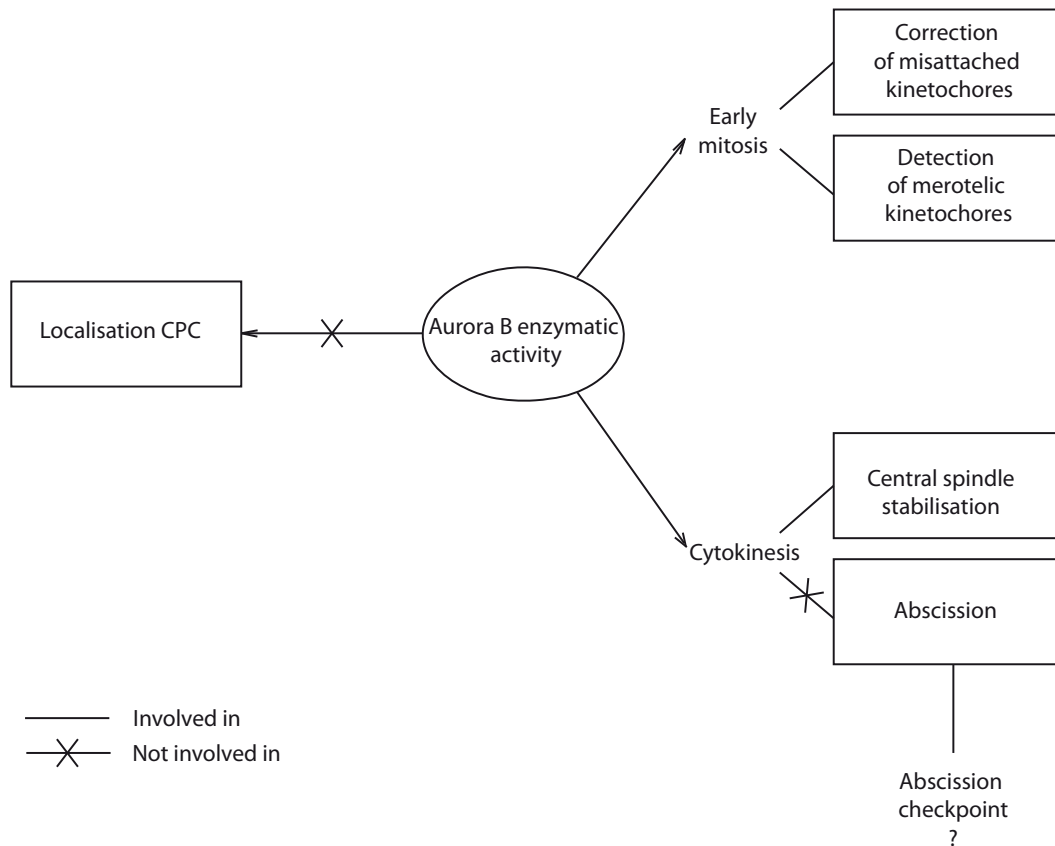 Correction
of misattached
kinetochores
Early
mitosis
Detection
of merotelic
kinetochores
Localisation CPC
Aurora B enzymatic
activity
Central spindle
stabilisation
Cytokinesis
Abscission
Involved in
Not involved in
Abscission
checkpoint
?